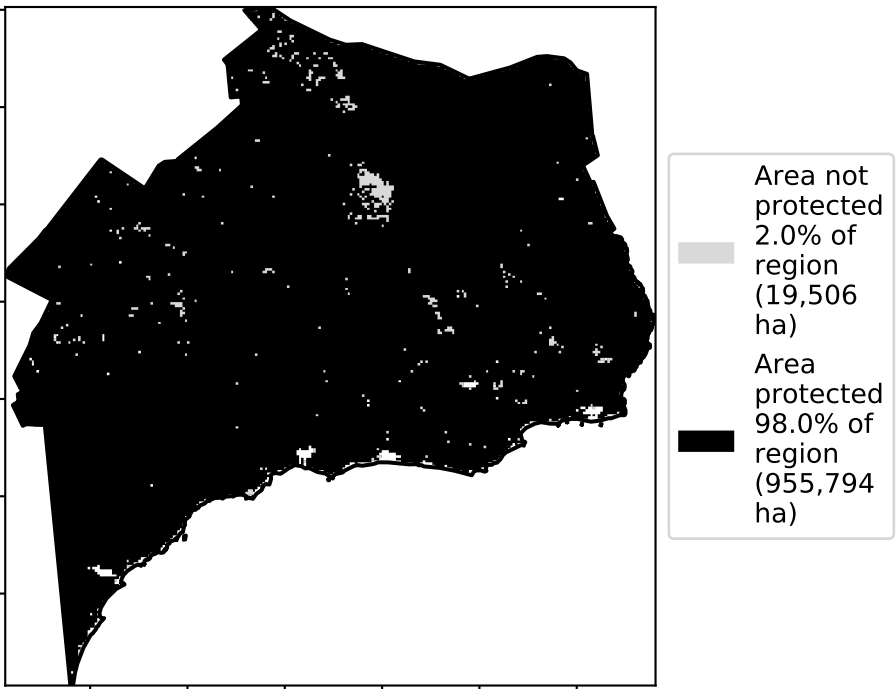 Area not
protected
2.0% of
region
(19,506
ha)
Area
protected
98.0% of
region
(955,794
ha)